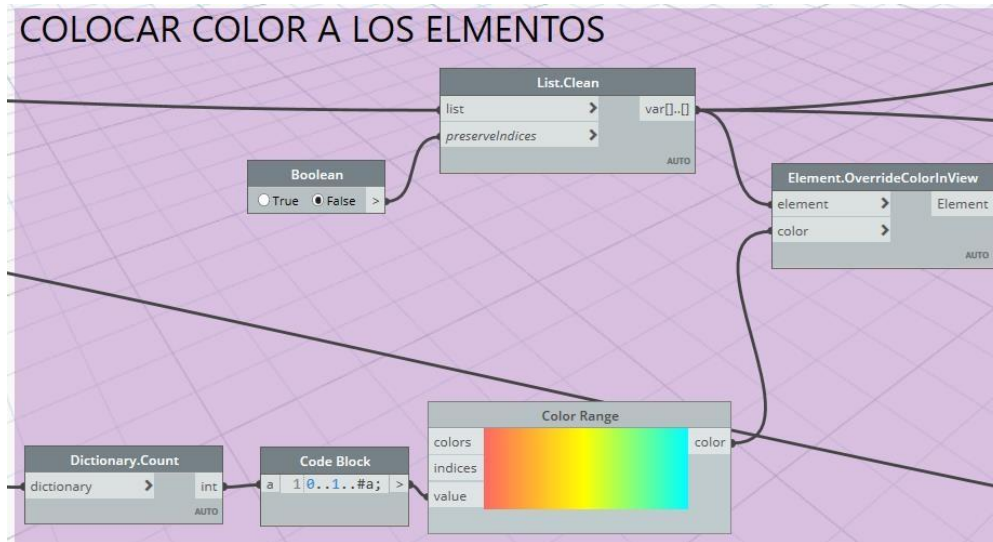 COLOCAR COLOR A LOS ELMENTOS
List.Clean
list > var[]..[]
preserveIndices >
AUTO
Boolean
True False >
Element.OverrideColorInView
element > Element
color >
AUTO
Color Range
colors color
indices
value
Dictionary.Count
dictionary > int
AUTO
Code Block
a 1 0..1..#a; >